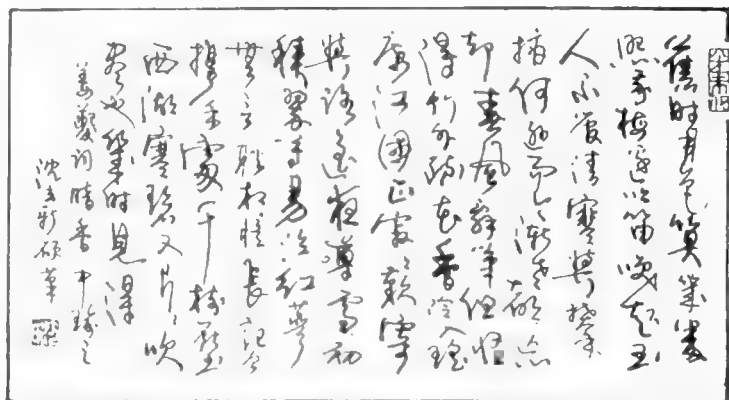 舊時月色算幾番
照我梅邊吹笛喚起玉
人不管清寒與攀
摘何遜而今漸老都忘
却春風詞筆但怪
得竹外疏花香冷入瑤
席江國正寂々歎寄
與路遙夜雪初
積翠尊易泣紅萼
無言耿相憶長記曾
攜手處千樹壓
西湖寒碧又片々吹
盡也幾時見得
姜夔詞暗香